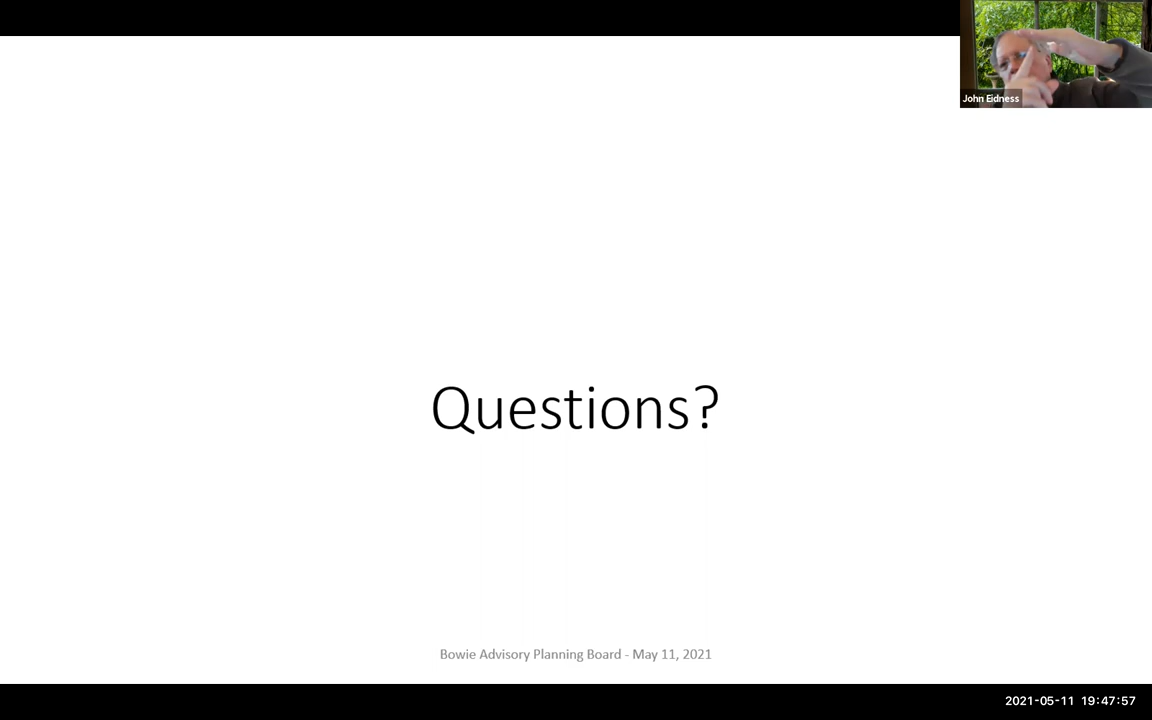 John Eidness
Questions?
Bowie Advisory Planning Board - May 11, 2021
2021-05-11 19:47:57